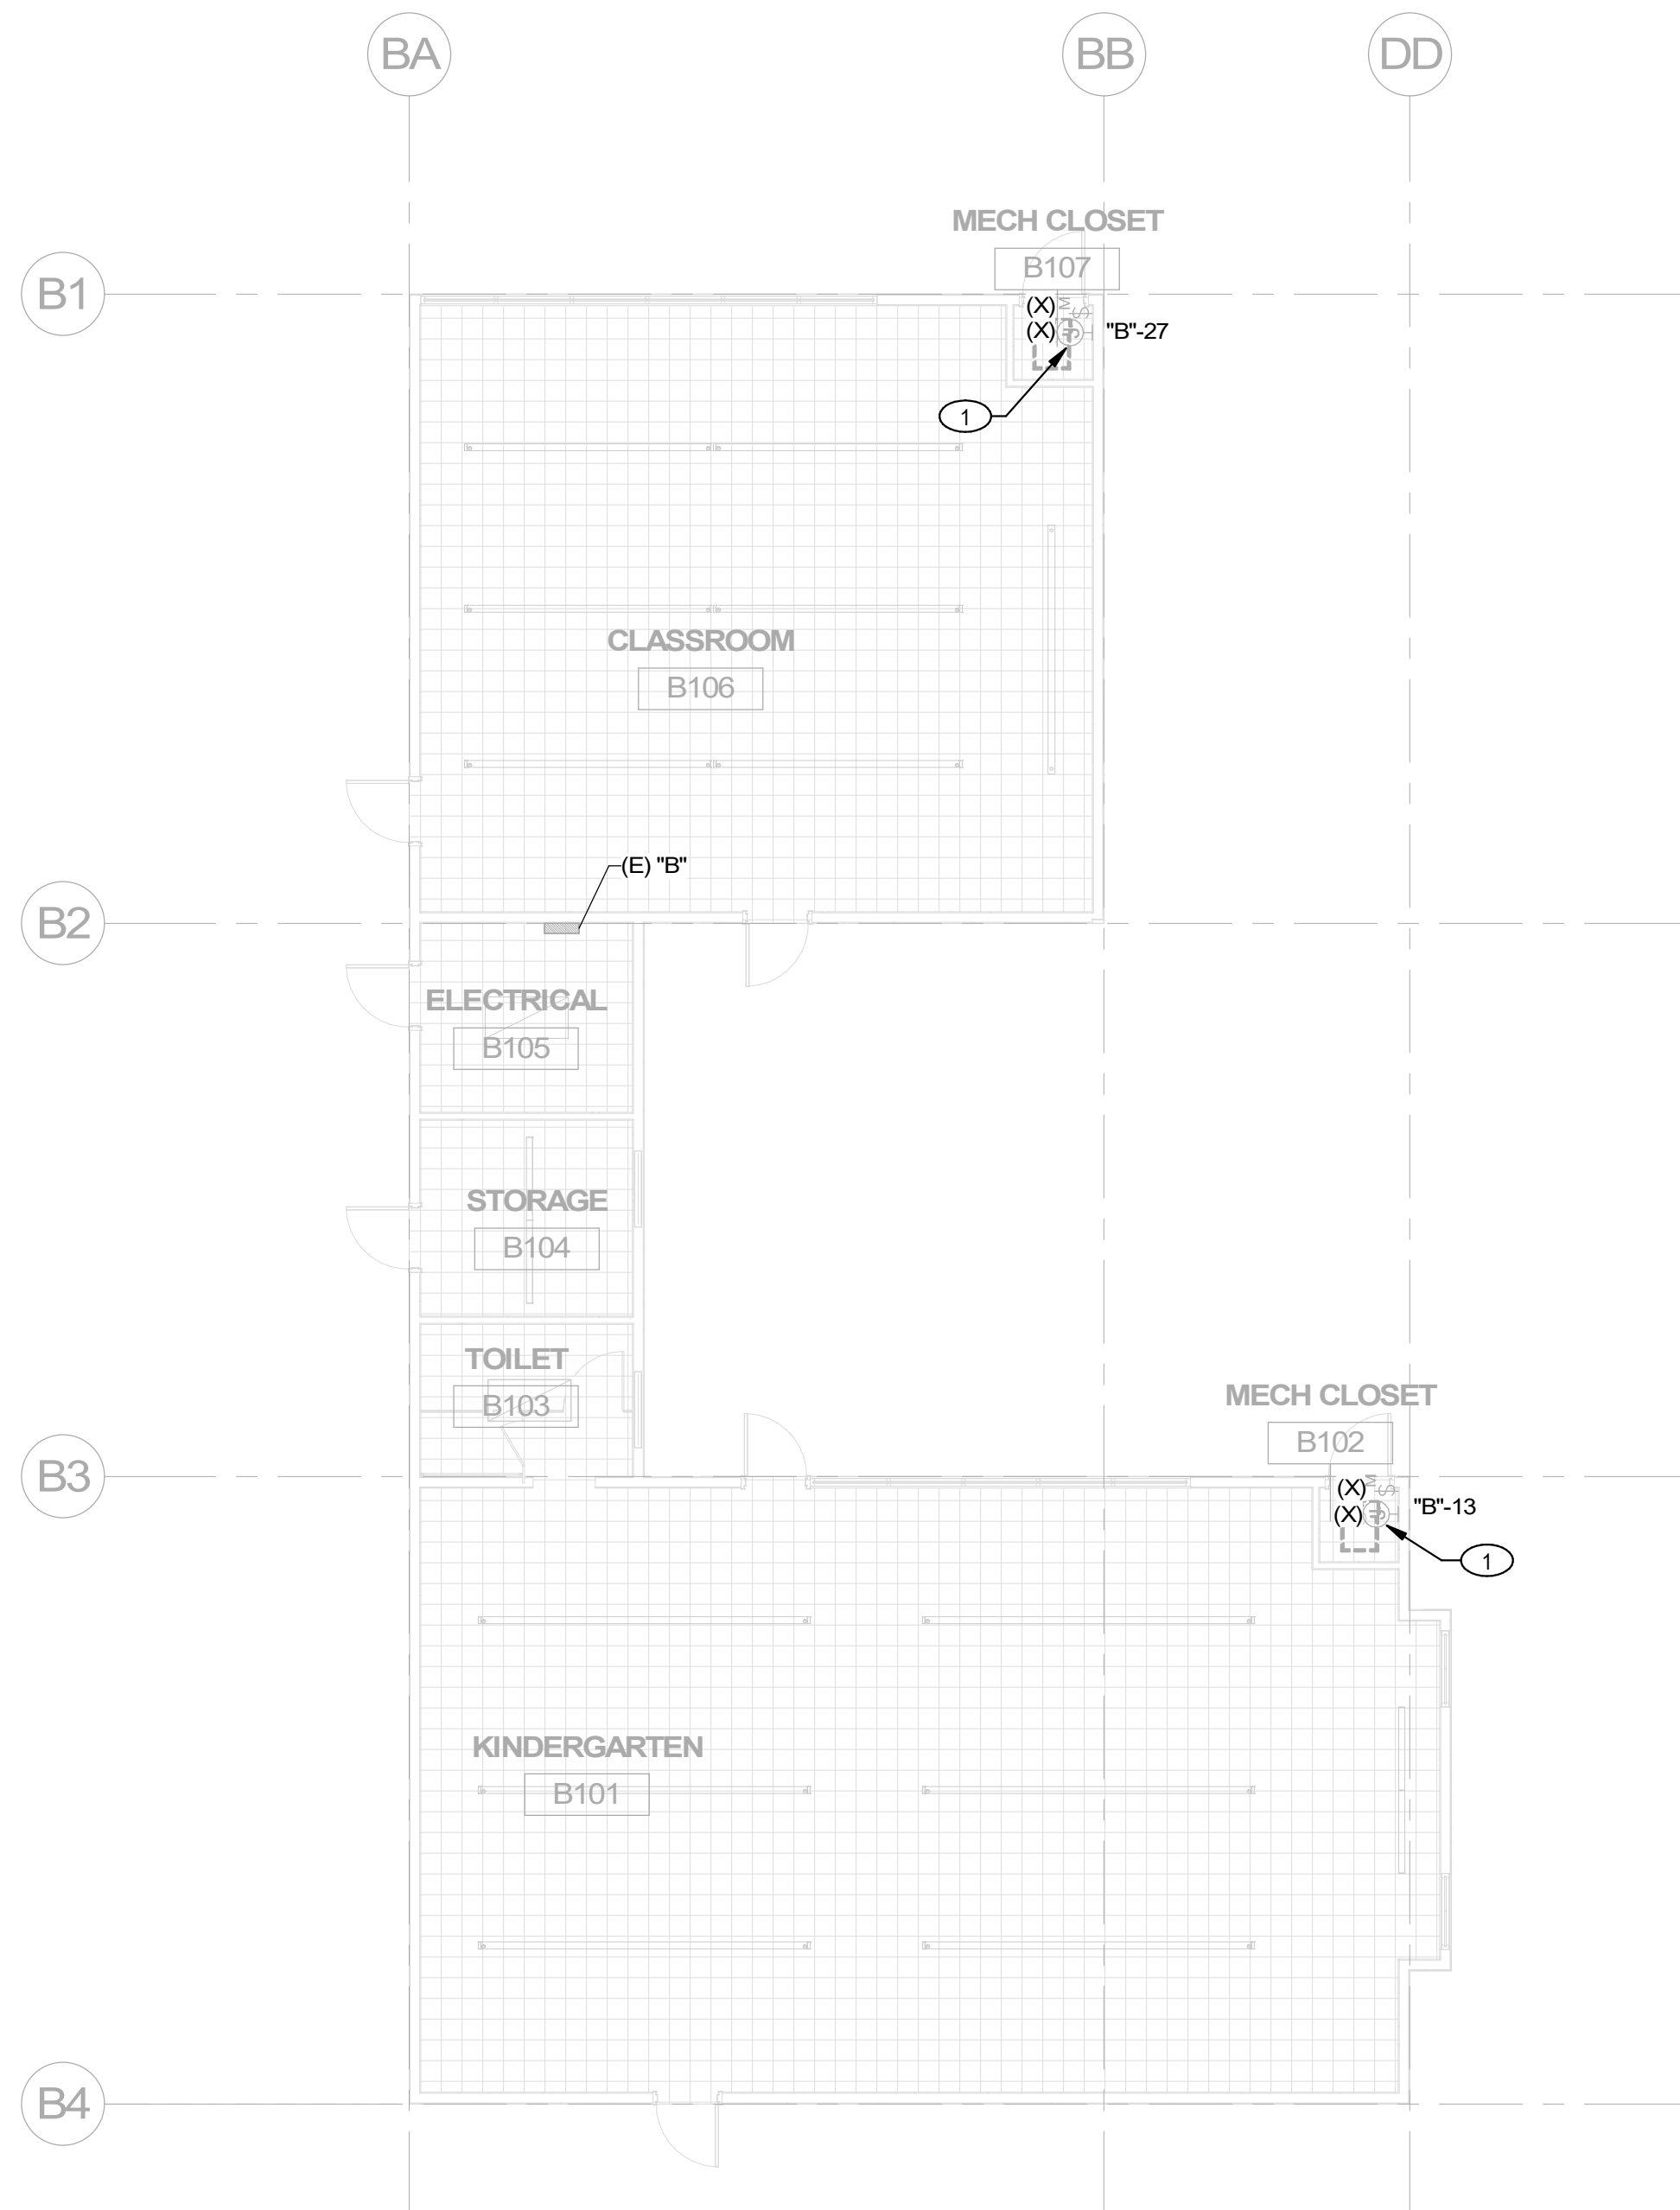 BA
BB
DD
MECH CLOSET
B107
B1
(X)
M
$
(X)
J
"B"-27
1
CLASSROOM
B106
(E) "B"
B2
ELECTRICAL
B105
STORAGE
B104
TOILET
B103
MECH CLOSET
B102
B3
(X)
M
$
(X)
J
"B"-13
1
KINDERGARTEN
B101
B4